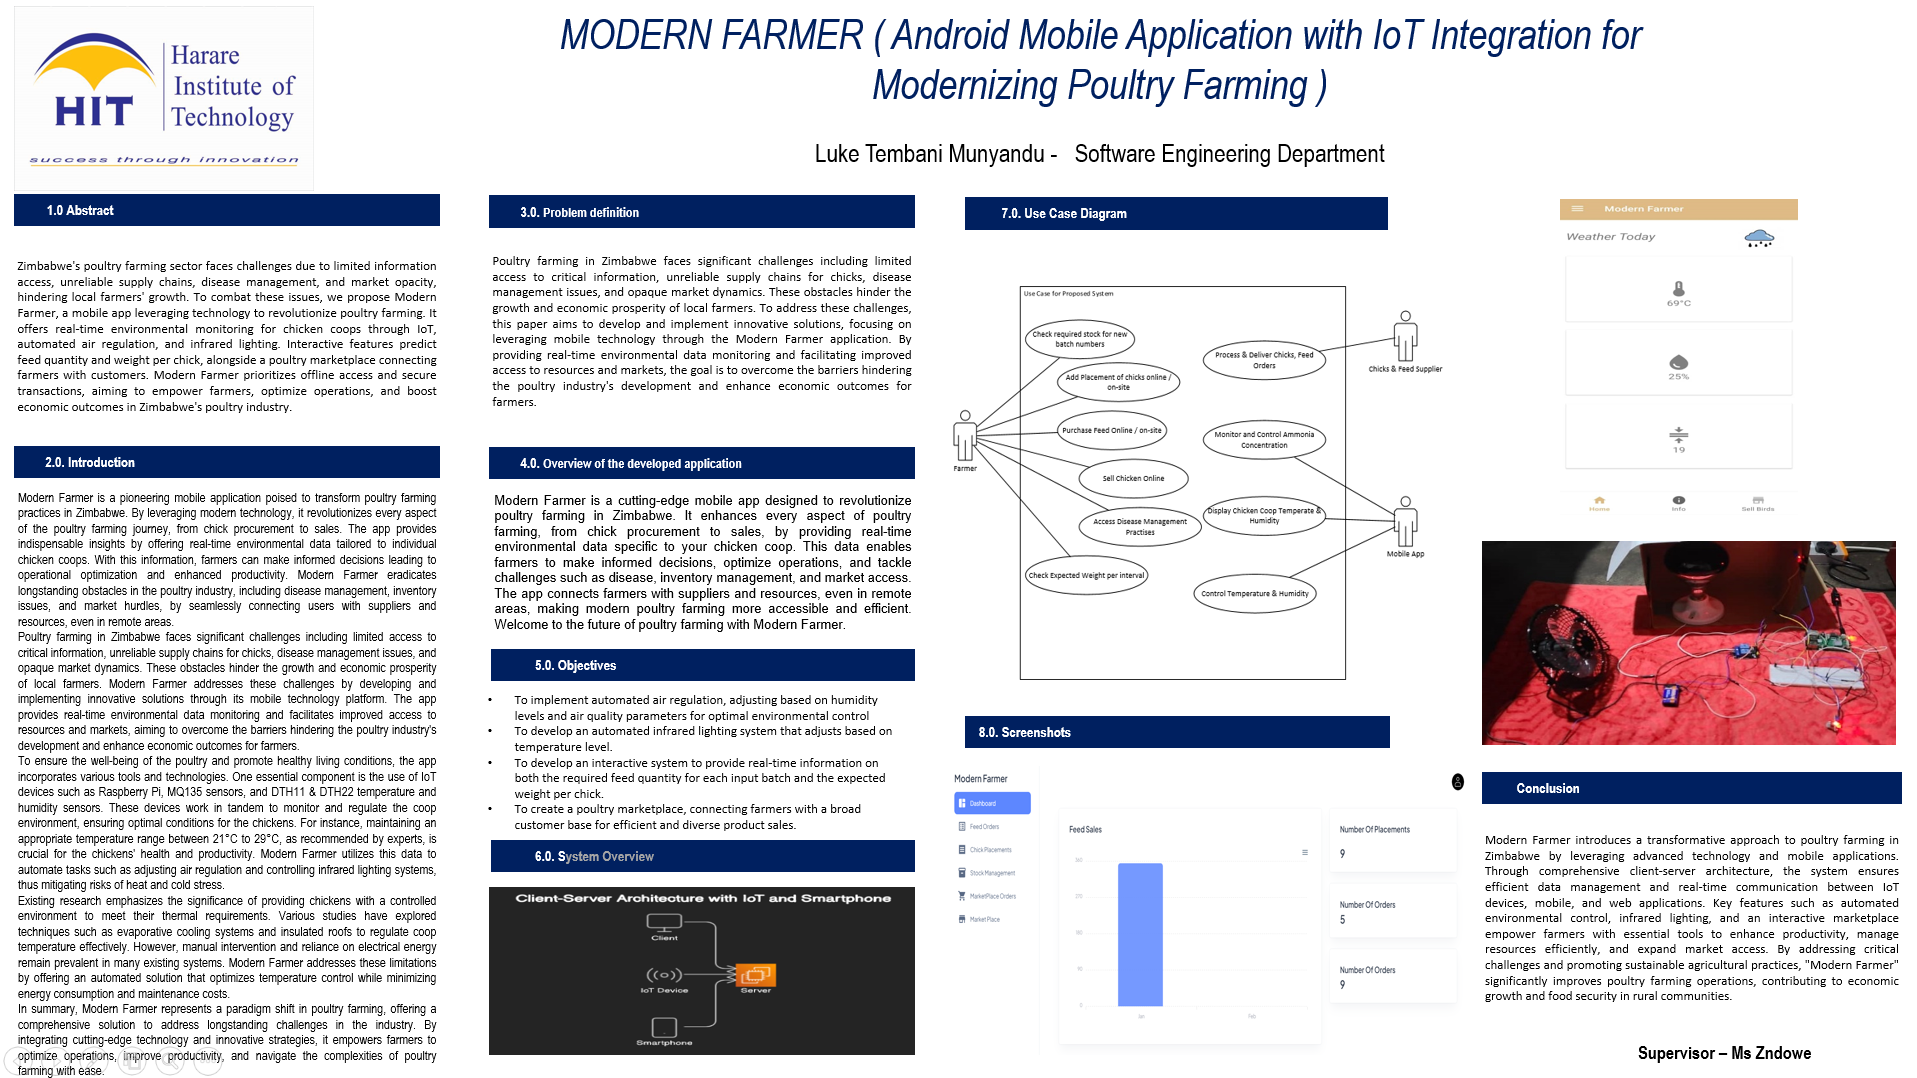 Harare
Institute of
Technology
HIT
success through innovation
MODERN FARMER ( Android Mobile Application with IoT Integration for
Modernizing Poultry Farming )
Luke Tembani Munyandu -   Software Engineering Department
1.0 Abstract
Zimbabwe's poultry farming sector faces challenges due to limited information
access, unreliable supply chains, disease management, and market opacity,
hindering local farmers' growth. To combat these issues, we propose Modern
Farmer, a mobile app leveraging technology to revolutionize poultry farming. It
offers real-time environmental monitoring for chicken coops through IoT,
automated air regulation, and infrared lighting. Interactive features predict
feed quantity and weight per chick, alongside a poultry marketplace connecting
farmers with customers. Modern Farmer prioritizes offline access and secure
transactions, aiming to empower farmers, optimize operations, and boost
economic outcomes in Zimbabwe's poultry industry.
2.0. Introduction
Modern Farmer is a pioneering mobile application poised to transform poultry farming
practices in Zimbabwe. By leveraging modern technology, it revolutionizes every aspect
of the poultry farming journey, from chick procurement to sales. The app provides
indispensable insights by offering real-time environmental data tailored to individual
chicken coops. With this information, farmers can make informed decisions leading to
operational optimization and enhanced productivity. Modern Farmer eradicates
longstanding obstacles in the poultry industry, including disease management, inventory
issues, and market hurdles, by seamlessly connecting users with suppliers and
resources, even in remote areas.
Poultry farming in Zimbabwe faces significant challenges including limited access to
critical information, unreliable supply chains for chicks, disease management issues, and
opaque market dynamics. These obstacles hinder the growth and economic prosperity
of local farmers. Modern Farmer addresses these challenges by developing and
implementing innovative solutions through its mobile technology platform. The app
provides real-time environmental data monitoring and facilitates improved access to
resources and markets, aiming to overcome the barriers hindering the poultry industry's
development and enhance economic outcomes for farmers.
To ensure the well-being of the poultry and promote healthy living conditions, the app
incorporates various tools and technologies. One essential component is the use of IoT
devices such as Raspberry Pi, MQ135 sensors, and DTH11 & DTH22 temperature and
humidity sensors. These devices work in tandem to monitor and regulate the coop
environment, ensuring optimal conditions for the chickens. For instance, maintaining an
appropriate temperature range between 21°C to 29°C, as recommended by experts, is
crucial for the chickens' health and productivity. Modern Farmer utilizes this data to
automate tasks such as adjusting air regulation and controlling infrared lighting systems,
thus mitigating risks of heat and cold stress.
Existing research emphasizes the significance of providing chickens with a controlled
environment to meet their thermal requirements. Various studies have explored
techniques such as evaporative cooling systems and insulated roofs to regulate coop
temperature effectively. However, manual intervention and reliance on electrical energy
remain prevalent in many existing systems. Modern Farmer addresses these limitations
by offering an automated solution that optimizes temperature control while minimizing
energy consumption and maintenance costs.
In summary, Modern Farmer represents a paradigm shift in poultry farming, offering a
comprehensive solution to address longstanding challenges in the industry. By
integrating cutting-edge technology and innovative strategies, it empowers farmers to
optimize operations, improve productivity, and navigate the complexities of poultry
farming with ease.
3.0. Problem definition
Poultry farming in Zimbabwe faces significant challenges including limited
access to critical information, unreliable supply chains for chicks, disease
management issues, and opaque market dynamics. These obstacles hinder the
growth and economic prosperity of local farmers. To address these challenges,
this paper aims to develop and implement innovative solutions, focusing on
leveraging mobile technology through the Modern Farmer application. By
providing real-time environmental data monitoring and facilitating improved
access to resources and markets, the goal is to overcome the barriers hindering
the poultry industry's development and enhance economic outcomes for
farmers.
4.0. Overview of the developed application
Modern Farmer is a cutting-edge mobile app designed to revolutionize
poultry farming in Zimbabwe. It enhances every aspect of poultry
farming, from chick procurement to sales, by providing real-time
environmental data specific to your chicken coop. This data enables
farmers to make informed decisions, optimize operations, and tackle
challenges such as disease, inventory management, and market access.
The app connects farmers with suppliers and resources, even in remote
areas, making modern poultry farming more accessible and efficient.
Welcome to the future of poultry farming with Modern Farmer.
5.0. Objectives
• To implement automated air regulation, adjusting based on humidity
levels and air quality parameters for optimal environmental control
• To develop an automated infrared lighting system that adjusts based on
temperature level.
• To develop an interactive system to provide real-time information on
both the required feed quantity for each input batch and the expected
weight per chick.
• To create a poultry marketplace, connecting farmers with a broad
customer base for efficient and diverse product sales.
6.0. System Overview
Client-Server Architecture with IoT and Smartphone
Client
IoT Device
Server
Smartphone
7.0. Use Case Diagram
Use Case for Proposed System
Check required stock for new
batch numbers
Add Placement of chicks online /
on-site
Purchase Feed Online / on-site
Sell Chicken Online
Access Disease Management
Practises
Check Expected Weight per interval
Process & Deliver Chicks, Feed
Orders
Monitor and Control Ammonia
Concentration
Display Chicken Coop Temperate &
Humidity
Control Temperature & Humidity
Farmer
Chicks & Feed Supplier
Mobile App
8.0. Screenshots
Modern Farmer
Dashboard
Feed Orders
Chick Placements
Stock Management
MarketPlace Orders
Market Place
Feed Sales
360
270
180
90
0
Jan
Feb
Number Of Placements
9
Number Of Orders
5
Number Of Orders
9
Modern Farmer
Weather Today
69°C
25%
19
Home
Info
Sell Birds
Conclusion
Modern Farmer introduces a transformative approach to poultry farming in
Zimbabwe by leveraging advanced technology and mobile applications.
Through comprehensive client-server architecture, the system ensures
efficient data management and real-time communication between IoT
devices, mobile, and web applications. Key features such as automated
environmental control, infrared lighting, and an interactive marketplace
empower farmers with essential tools to enhance productivity, manage
resources efficiently, and expand market access. By addressing critical
challenges and promoting sustainable agricultural practices, "Modern Farmer"
significantly improves poultry farming operations, contributing to economic
growth and food security in rural communities.
Supervisor – Ms Zndowe